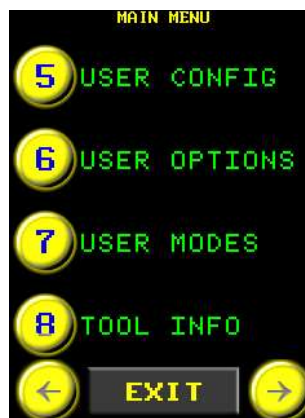 MAIN MENU
5 USER CONFIG
6 USER OPTIONS
7 USER MODES
8 TOOL INFO
← EXIT →